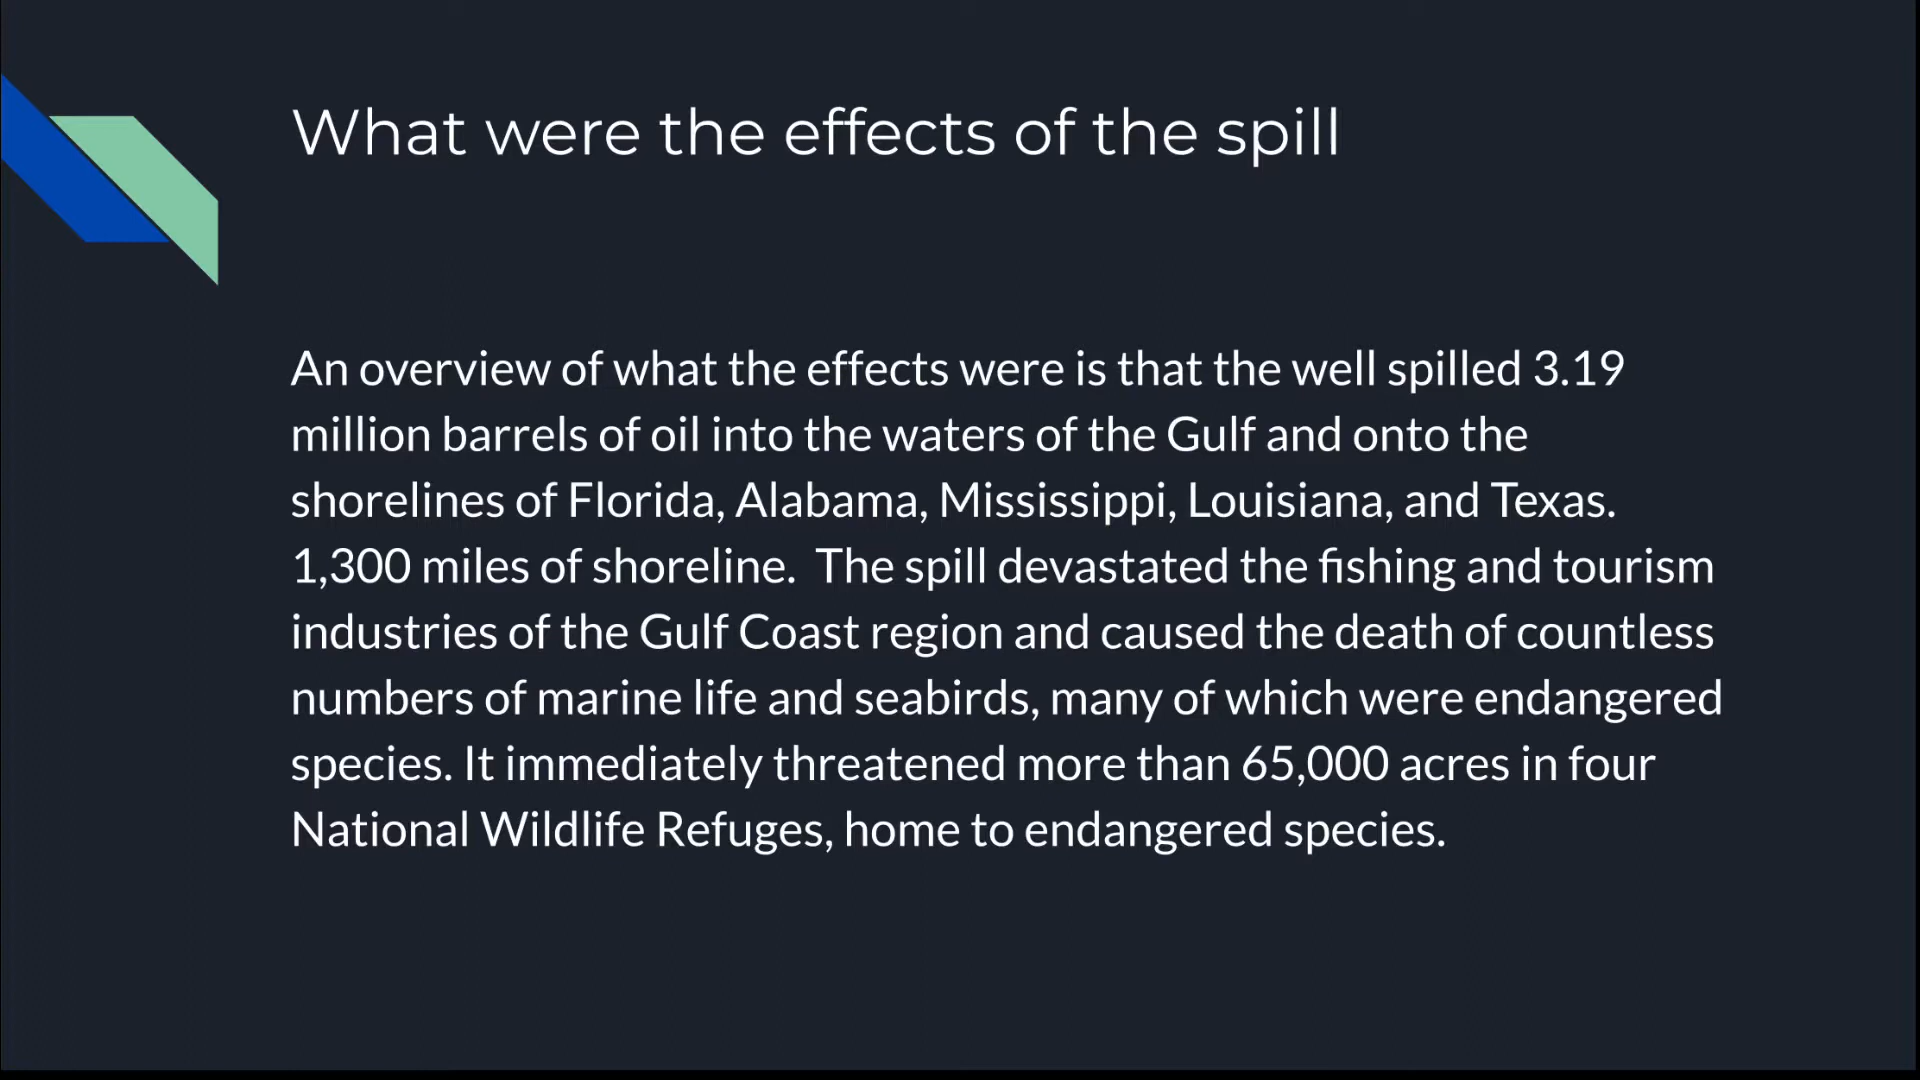 What were the effects of the spill
An overview of what the effects were is that the well spilled 3.19
million barrels of oil into the waters of the Gulf and onto the
shorelines of Florida, Alabama, Mississippi, Louisiana, and Texas.
1,300 miles of shoreline.  The spill devastated the fishing and tourism
industries of the Gulf Coast region and caused the death of countless
numbers of marine life and seabirds, many of which were endangered
species. It immediately threatened more than 65,000 acres in four
National Wildlife Refuges, home to endangered species.